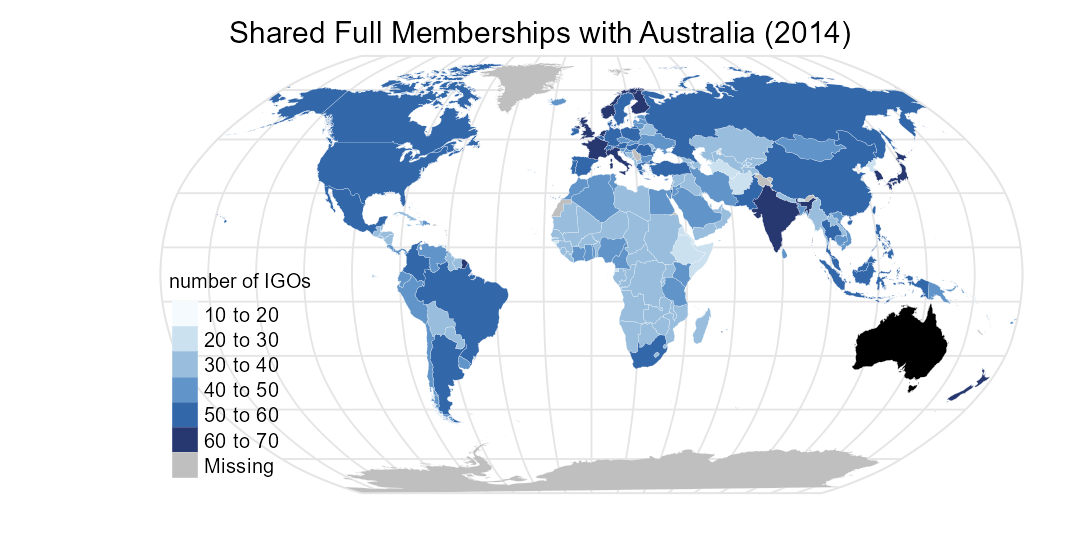 Shared Full Memberships with Australia (2014)
number of IGOs
10 to 20
20 to 30
30 to 40
40 to 50
50 to 60
60 to 70
Missing